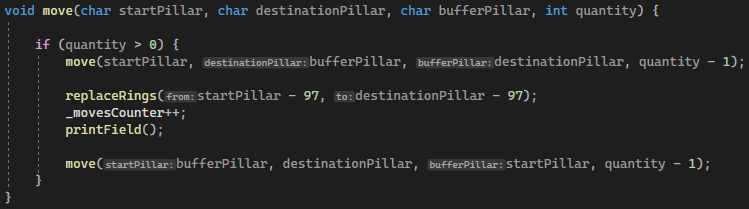 void move(char startPillar, char destinationPillar, char bufferPillar, int quantity) {
if (quantity > 0) {
move(startPillar, destinationPillar: bufferPillar, bufferPillar: destinationPillar, quantity - 1);
replaceRings(from: startPillar - 97, to: destinationPillar - 97);
_movesCounter++;
printField();
move(startPillar: bufferPillar, destinationPillar, bufferPillar: startPillar, quantity - 1);
}
}